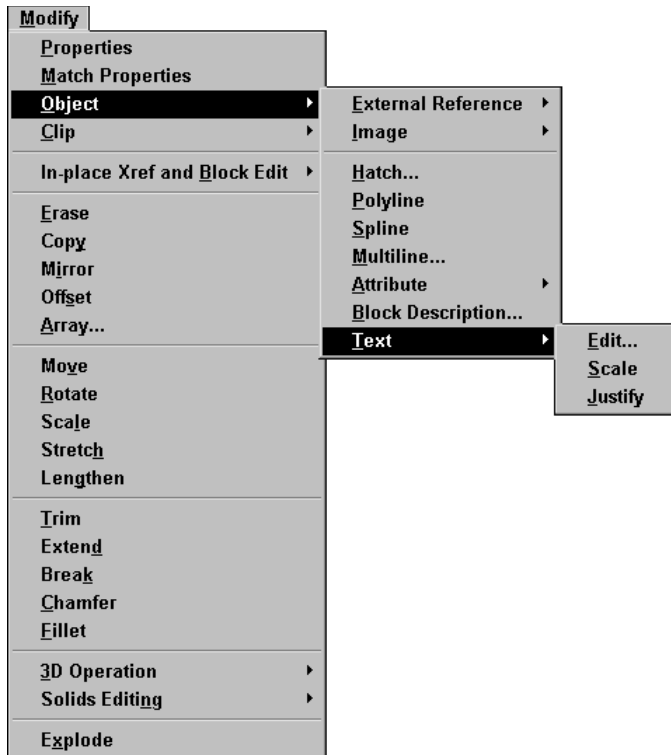 Modify
Properties
Match Properties
Object
Clip
In-place Xref and Block Edit
Erase
Copy
Mirror
Offset
Array...
Move
Rotate
Scale
Stretch
Lengthen
Trim
Extend
Break
Chamfer
Fillet
3D Operation
Solids Editing
Explode
External Reference
Image
Hatch...
Polyline
Spline
Multiline...
Attribute
Block Description...
Text
Edit...
Scale
Justify